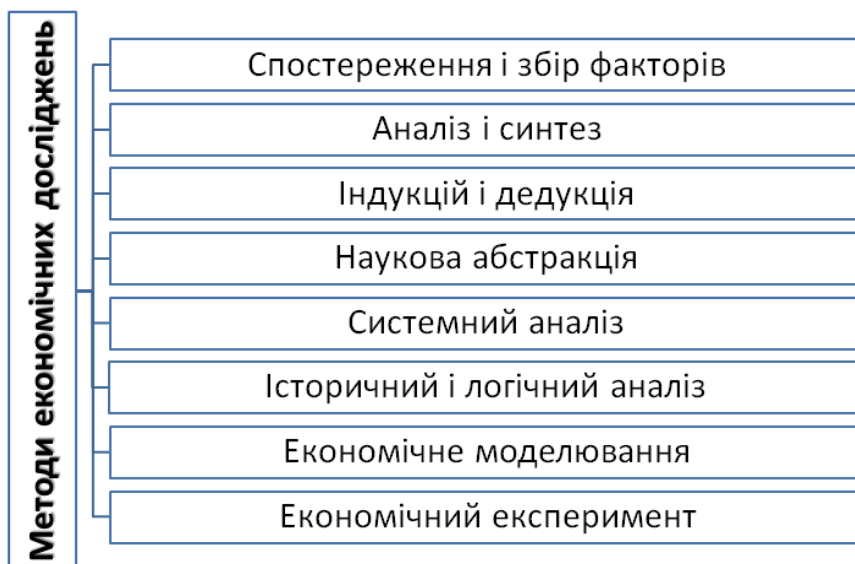 Методи економічних досліджень
Спостереження і збір факторів
Аналіз і синтез
Індукцій і дедукція
Наукова абстракція
Системний аналіз
Історичний і логічний аналіз
Економічне моделювання
Економічний експеримент